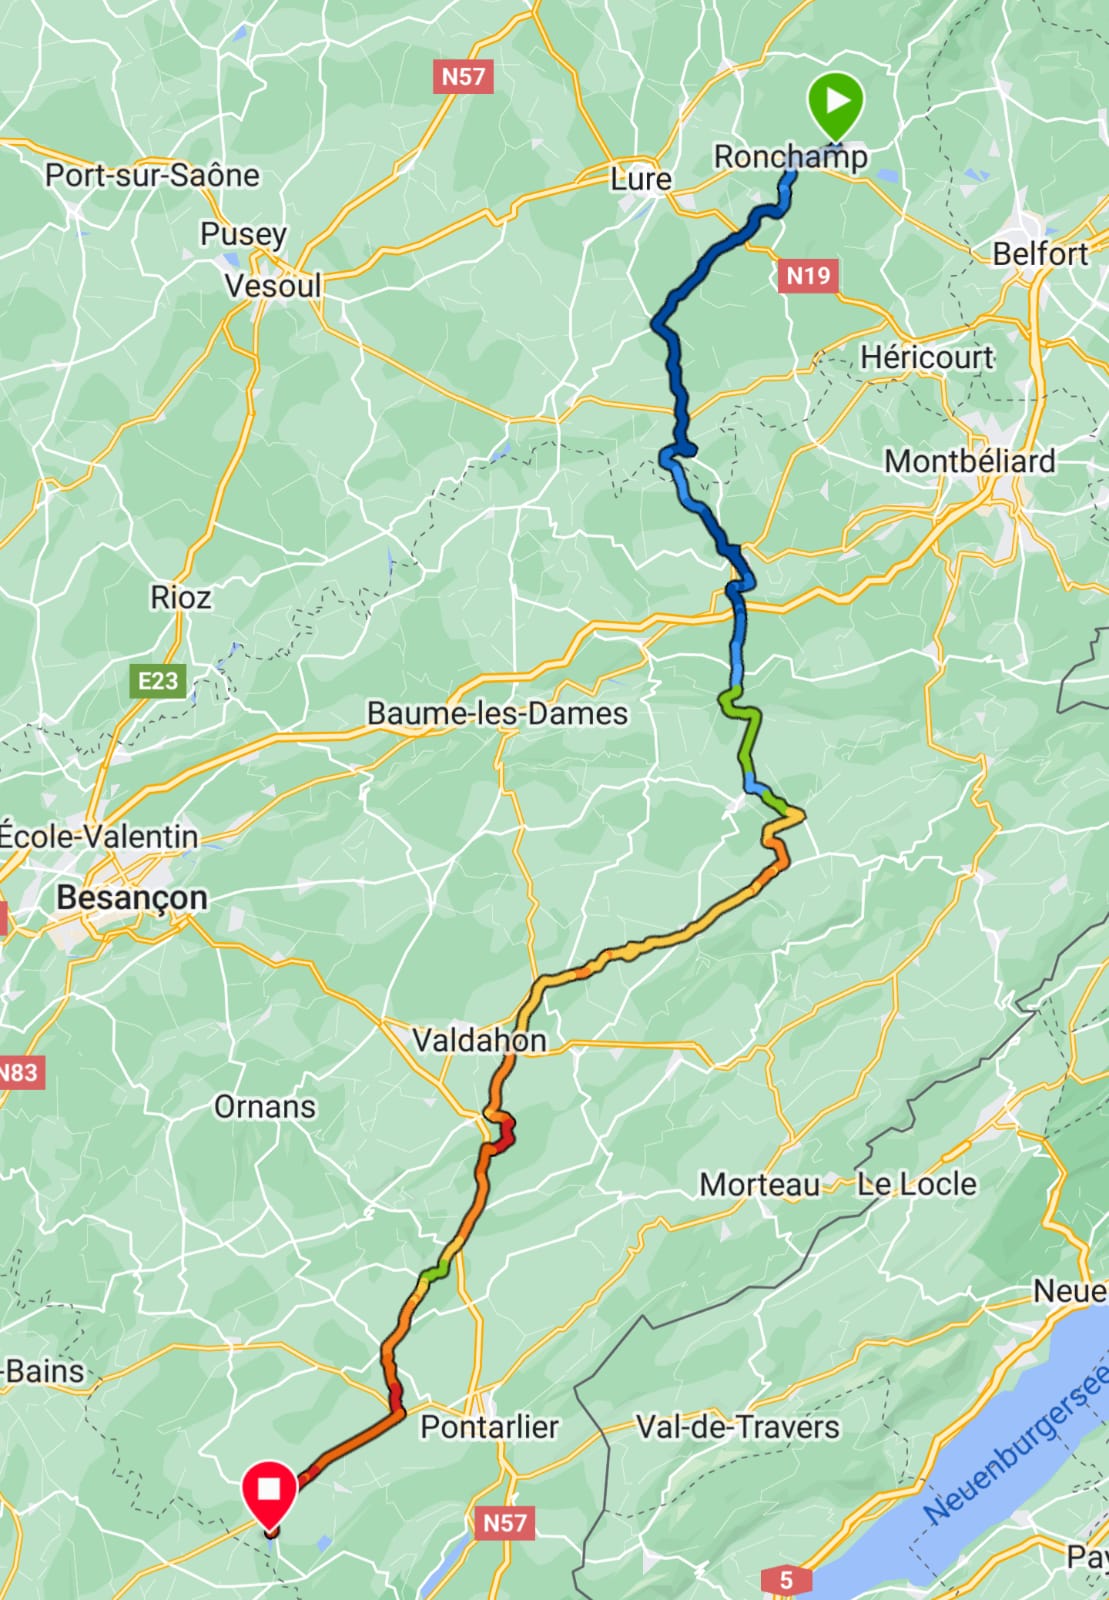 N57
Ronchamp
Lure
Port-sur-Saône
Pusey
Belfort
N19
Vesoul
Héricourt
Montbéliard
Rioz
E23
Baume-les-Dames
École-Valentin
Besançon
Valdahon
N83
Ornans
Morteau
Le Locle
Neue
-Bains
Pontarlier
Val-de-Travers
Neuenburgersee
N57
Pay
5